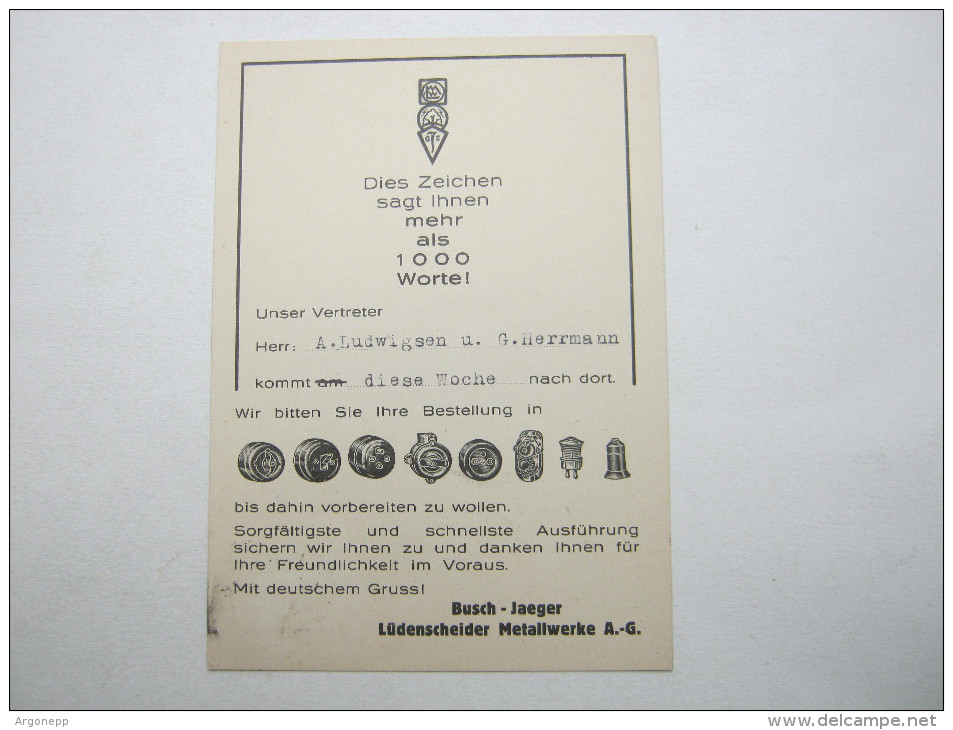 Dies Zeichen
sagt Ihnen
mehr
als
1000
Worte!
Unser Vertreter
Herr: A.Ludwigsen u. G.Herrmann
kommt am diese Woche nach dort.
Wir bitten Sie Ihre Bestellung in
bis dahin vorbereiten zu wollen.
Sorgfältigste und schnellste Ausführung
sichern wir Ihnen zu und danken Ihnen für
Ihre Freundlichkeit im Voraus.
Mit deutschem Gruss!
Busch - Jaeger
Lüdenscheider Metallwerke A.-G.
Argonepp
www.delcampe.net